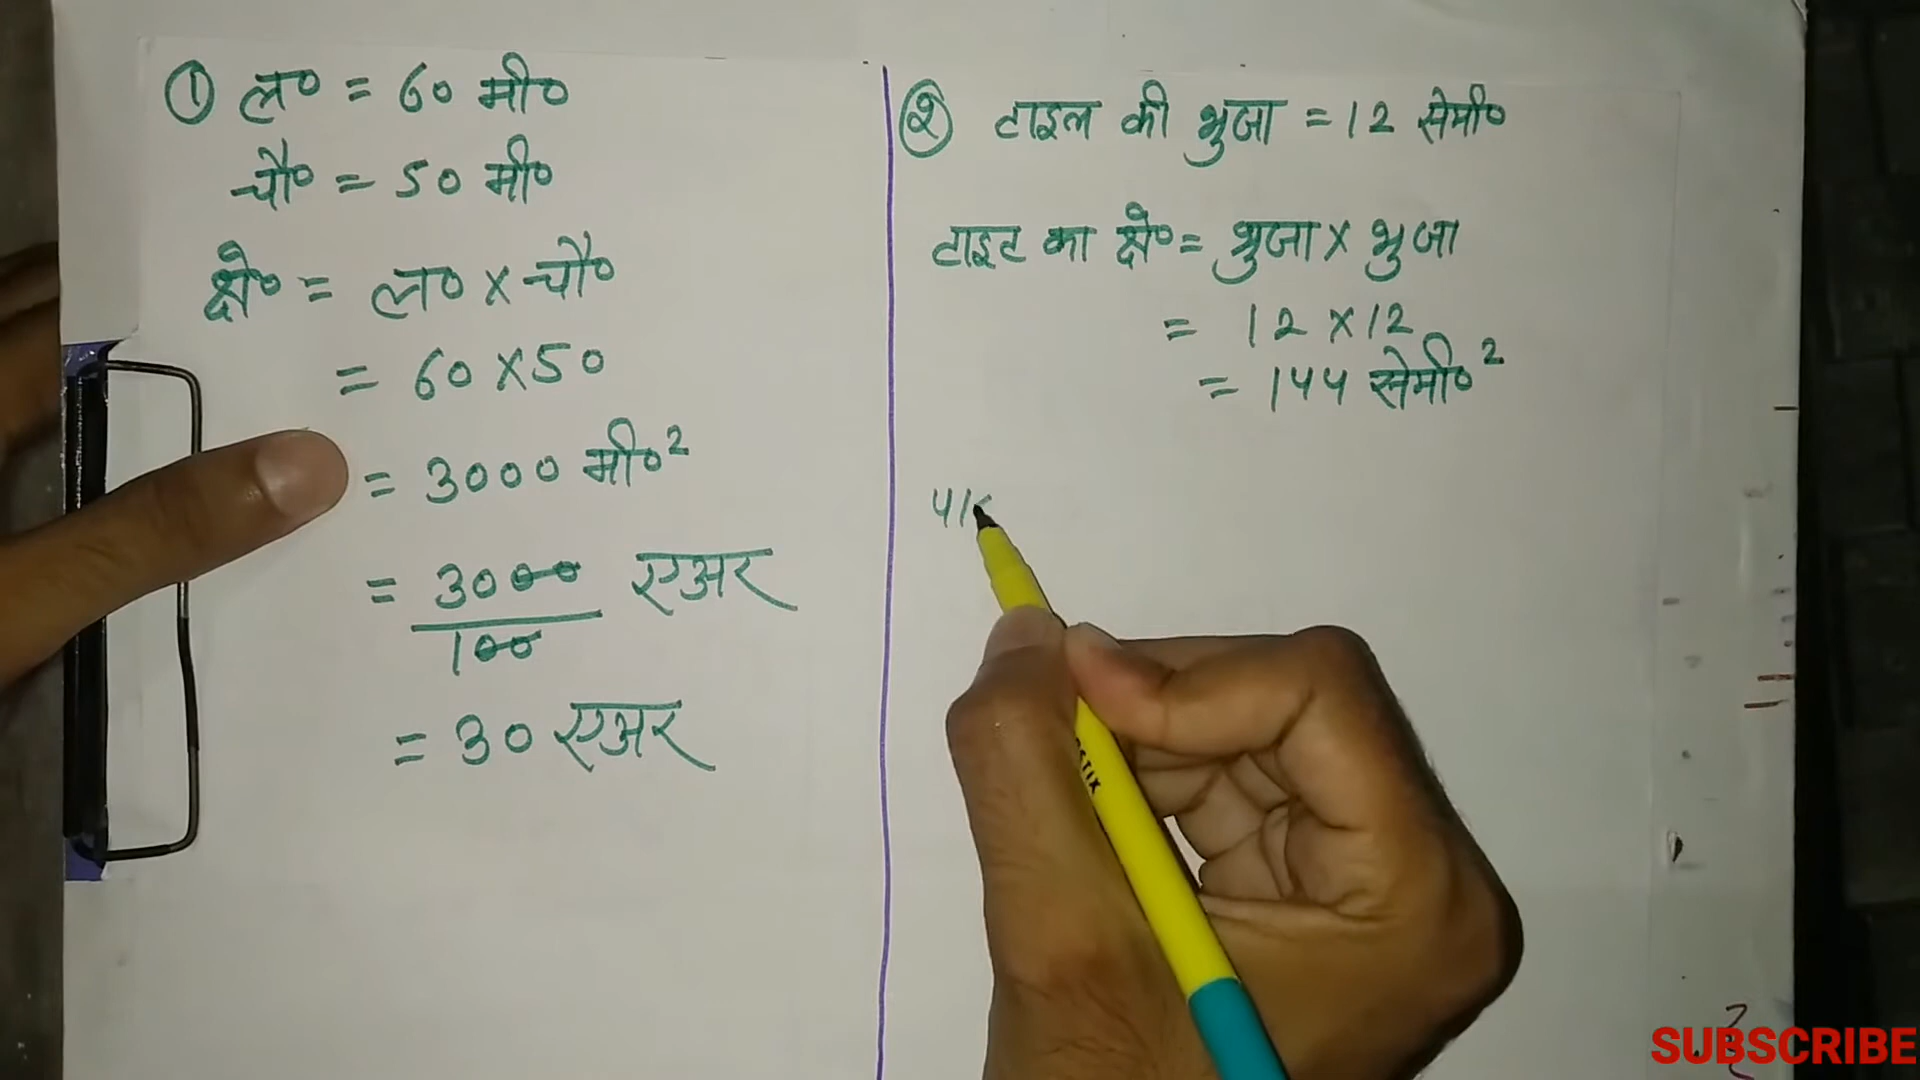 ① ल० = 60 मी०
चौ० = 50 मी०
क्षे० = ल० × चौ०
= 60 × 50
= 3000 मी०²
= 3000/100 एअर
= 30 एअर
② टाइल की भुजा = 12 सेमी०
टाइट का क्षे० = भुजा × भुजा
= 12 × 12
= 144 सेमी०²
SUBSCRIBE